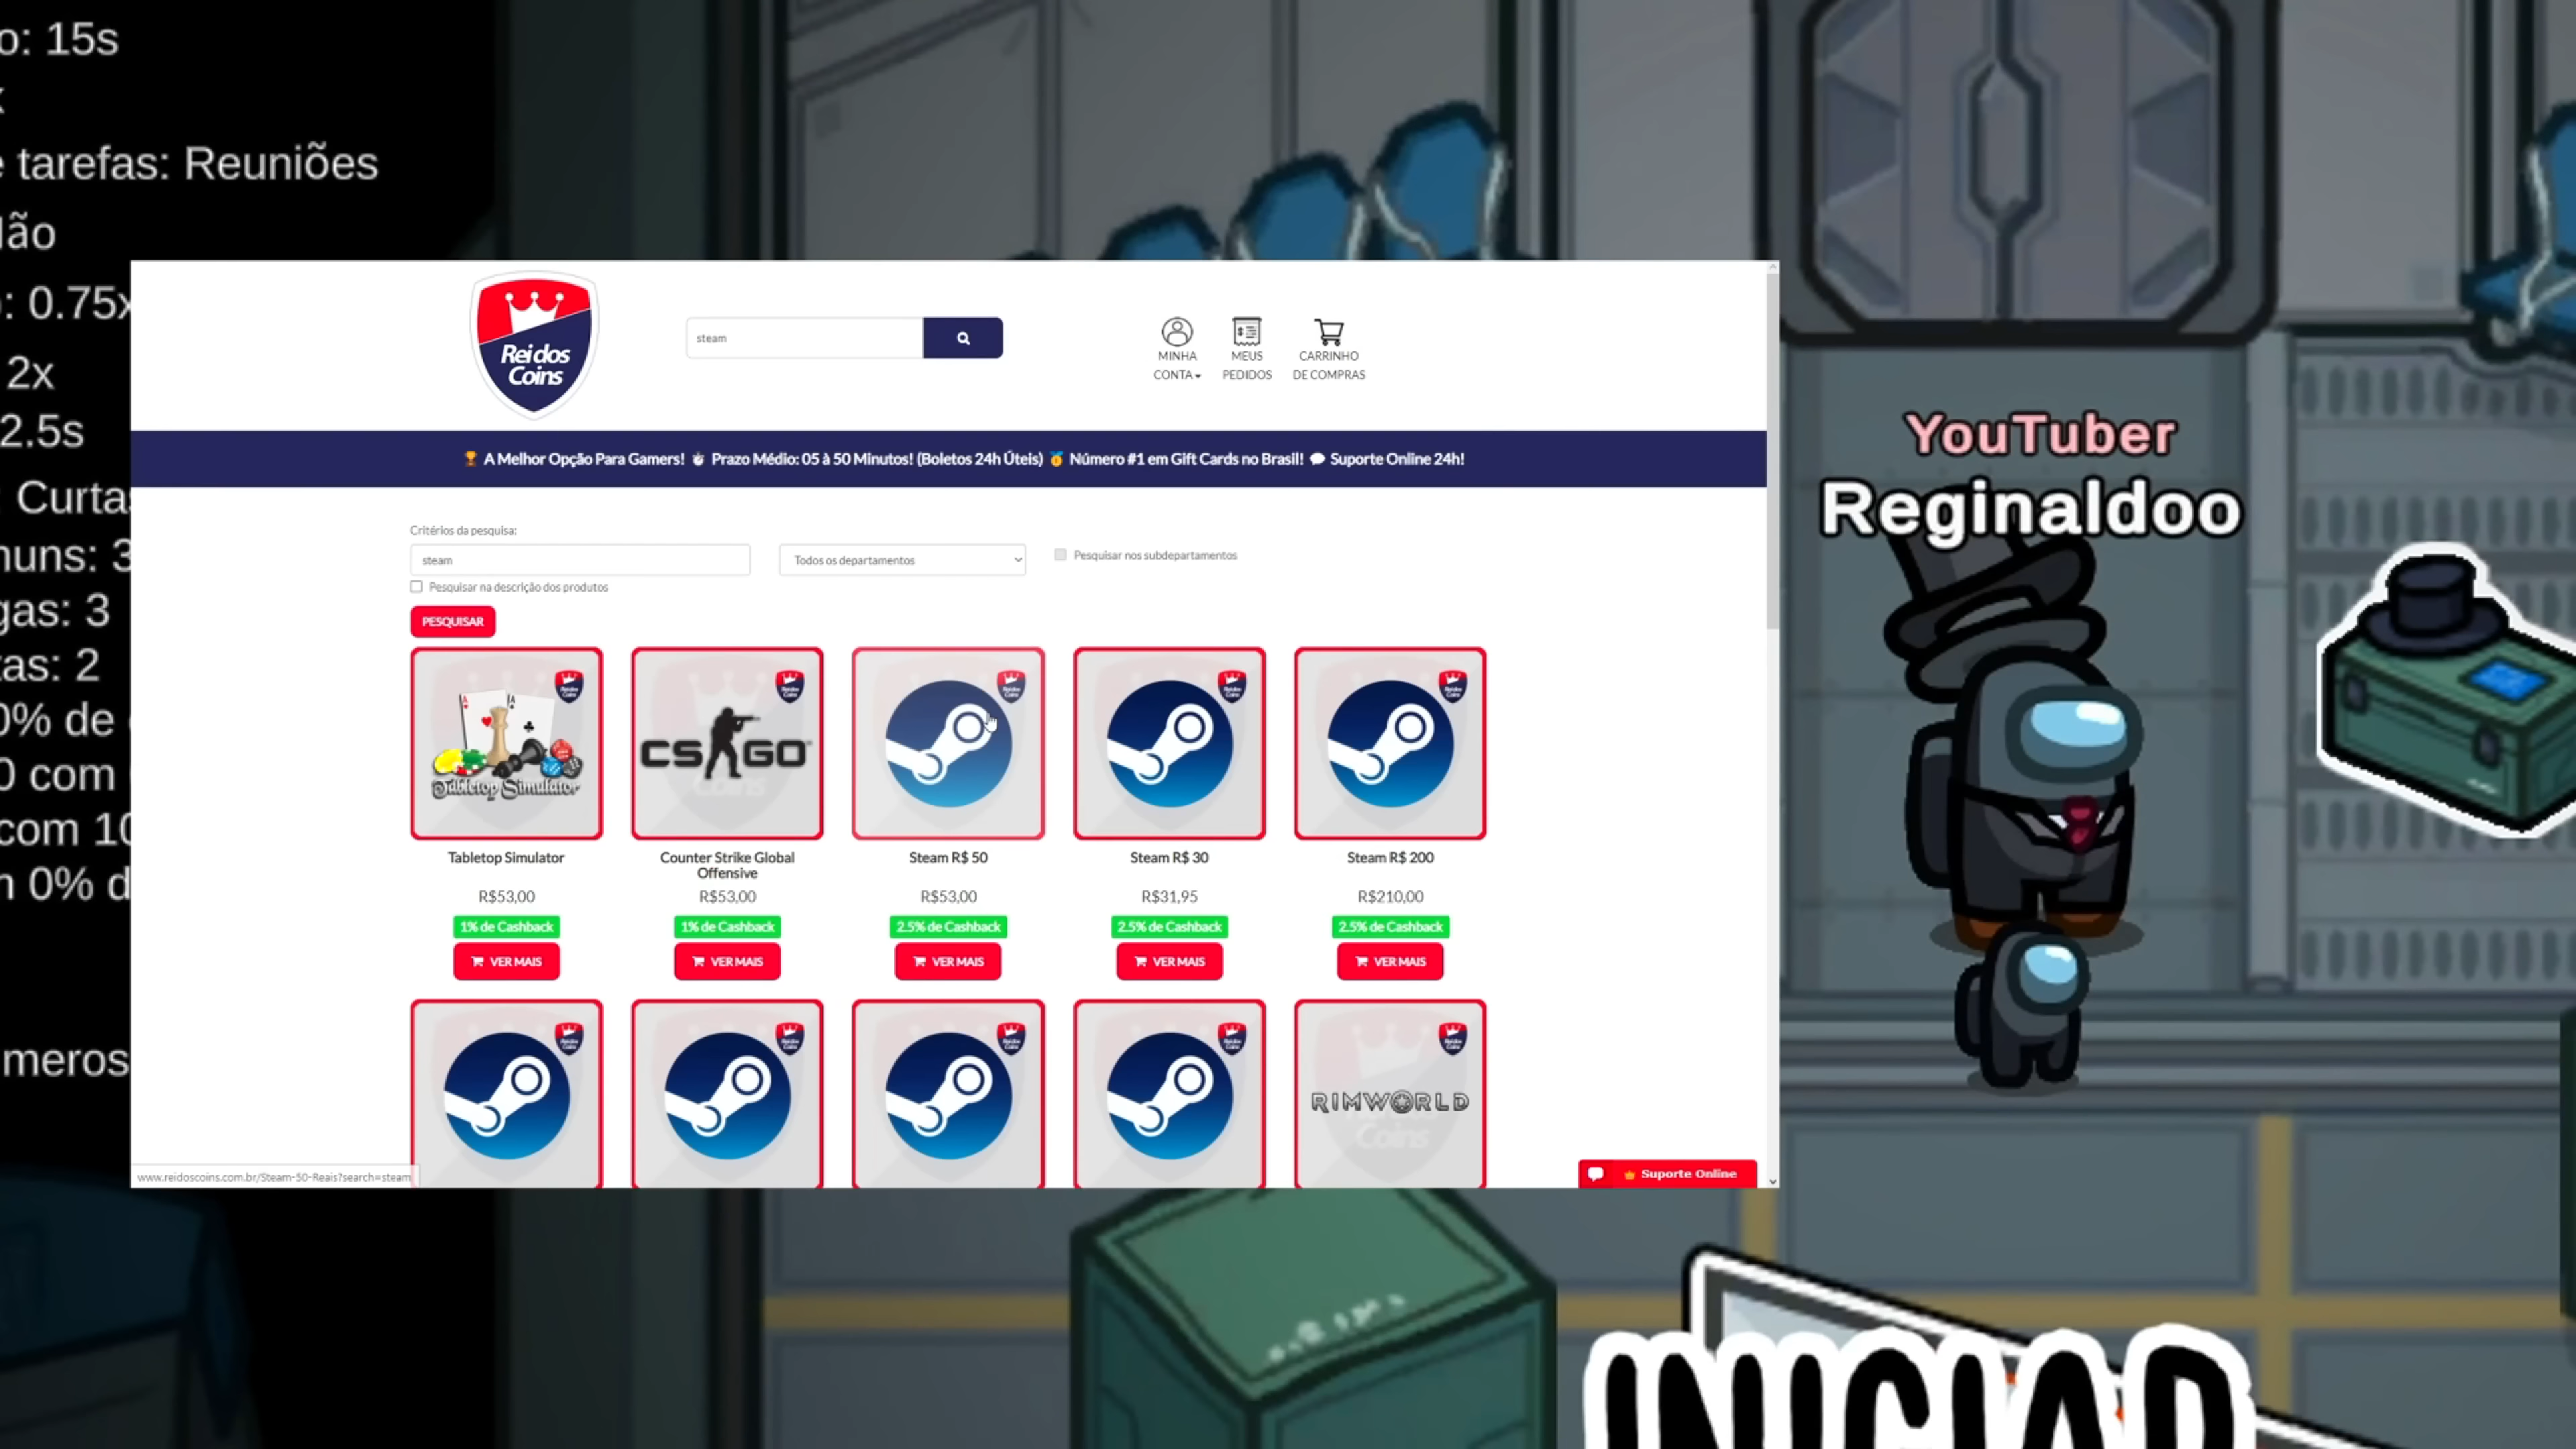 o: 15s
x
e tarefas: Reuniões
lão
o: 0.75x
2x
2.5s
: Curtas
nuns: 3
gas: 3
tas: 2
0% de
0 com
com 10
n 0% d
meros
Rei dos
Coins
steam
MINHA
CONTA
MEUS
PEDIDOS
CARRINHO
DE COMPRAS
A Melhor Opção Para Gamers! Prazo Médio: 05 à 50 Minutos! (Boletos 24h Úteis) Número #1 em Gift Cards no Brasil! Suporte Online 24h!
Critérios da pesquisa:
steam
Todos os departamentos
Pesquisar nos subdepartamentos
Pesquisar na descrição dos produtos
PESQUISAR
Tabletop Simulator
CS GO
Tabletop Simulator
Counter Strike Global
Offensive
Steam R$ 50
Steam R$ 30
Steam R$ 200
R$53,00
R$53,00
R$53,00
R$31,95
R$210,00
1% de Cashback
1% de Cashback
2.5% de Cashback
2.5% de Cashback
2.5% de Cashback
VER MAIS
VER MAIS
VER MAIS
VER MAIS
VER MAIS
RIMWORLD
www.reidoscoins.com.br/Steam-50-Reais?search=steam
Suporte Online
YouTuber
Reginaldoo
INICIAR